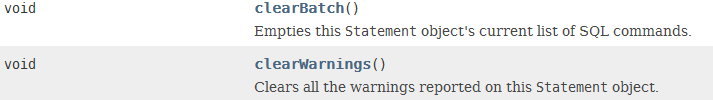 void clearBatch()
Empties this Statement object's current list of SQL commands.
void clearWarnings()
Clears all the warnings reported on this Statement object.